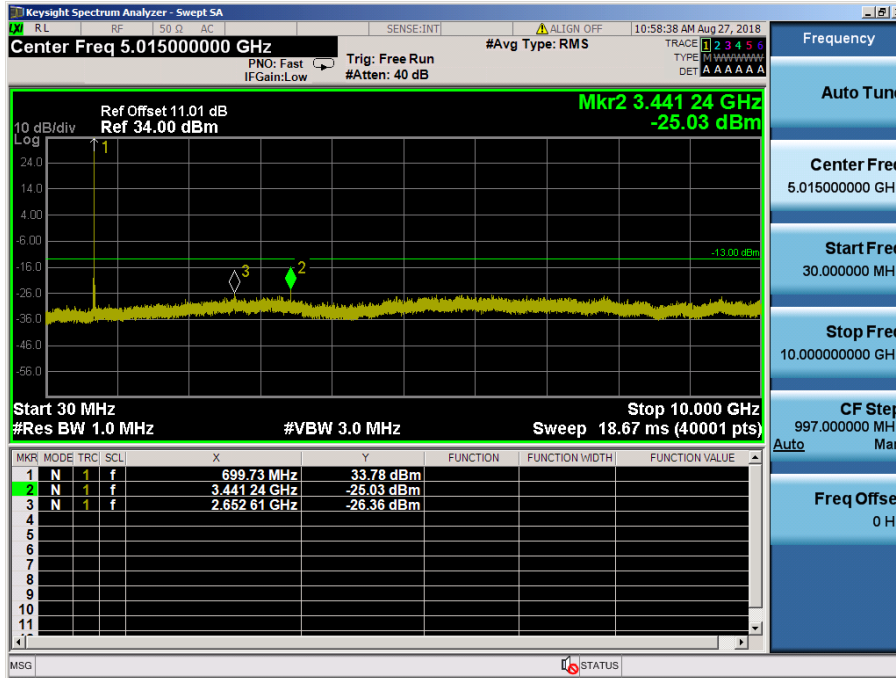 Keysight Spectrum Analyzer - Swept SA
LXI RL RF 50 Ω AC SENSE:INT ALIGN OFF 10:58:38 AM Aug 27, 2018
Center Freq 5.015000000 GHz
PNO: Fast
IFGain:Low
Trig: Free Run
#Atten: 40 dB
#Avg Type: RMS
TRACE 1 2 3 4 5 6
TYPE M WWWWW
DET A A A A A A
Frequency
Auto Tune
Center Freq
5.015000000 GH
Start Freq
30.000000 MH
Stop Freq
10.000000000 GH
CF Step
997.000000 MH
Auto Man
Freq Offse
0 H
Ref Offset 11.01 dB
Ref 34.00 dBm
10 dB/div
Log
Mkr2 3.441 24 GHz
-25.03 dBm
24.0
14.0
4.00
-6.00
-16.0
-26.0
-36.0
-46.0
-56.0
1
3
2
-13.00 dBm
Start 30 MHz
Stop 10.000 GHz
#Res BW 1.0 MHz #VBW 3.0 MHz Sweep 18.67 ms (40001 pts)
MKR MODE TRC SCL X Y FUNCTION FUNCTION WIDTH FUNCTION VALUE
1 N 1 f 699.73 MHz 33.78 dBm
2 N 1 f 3.441 24 GHz -25.03 dBm
3 N 1 f 2.652 61 GHz -26.36 dBm
4
5
6
7
8
9
10
11
MSG STATUS